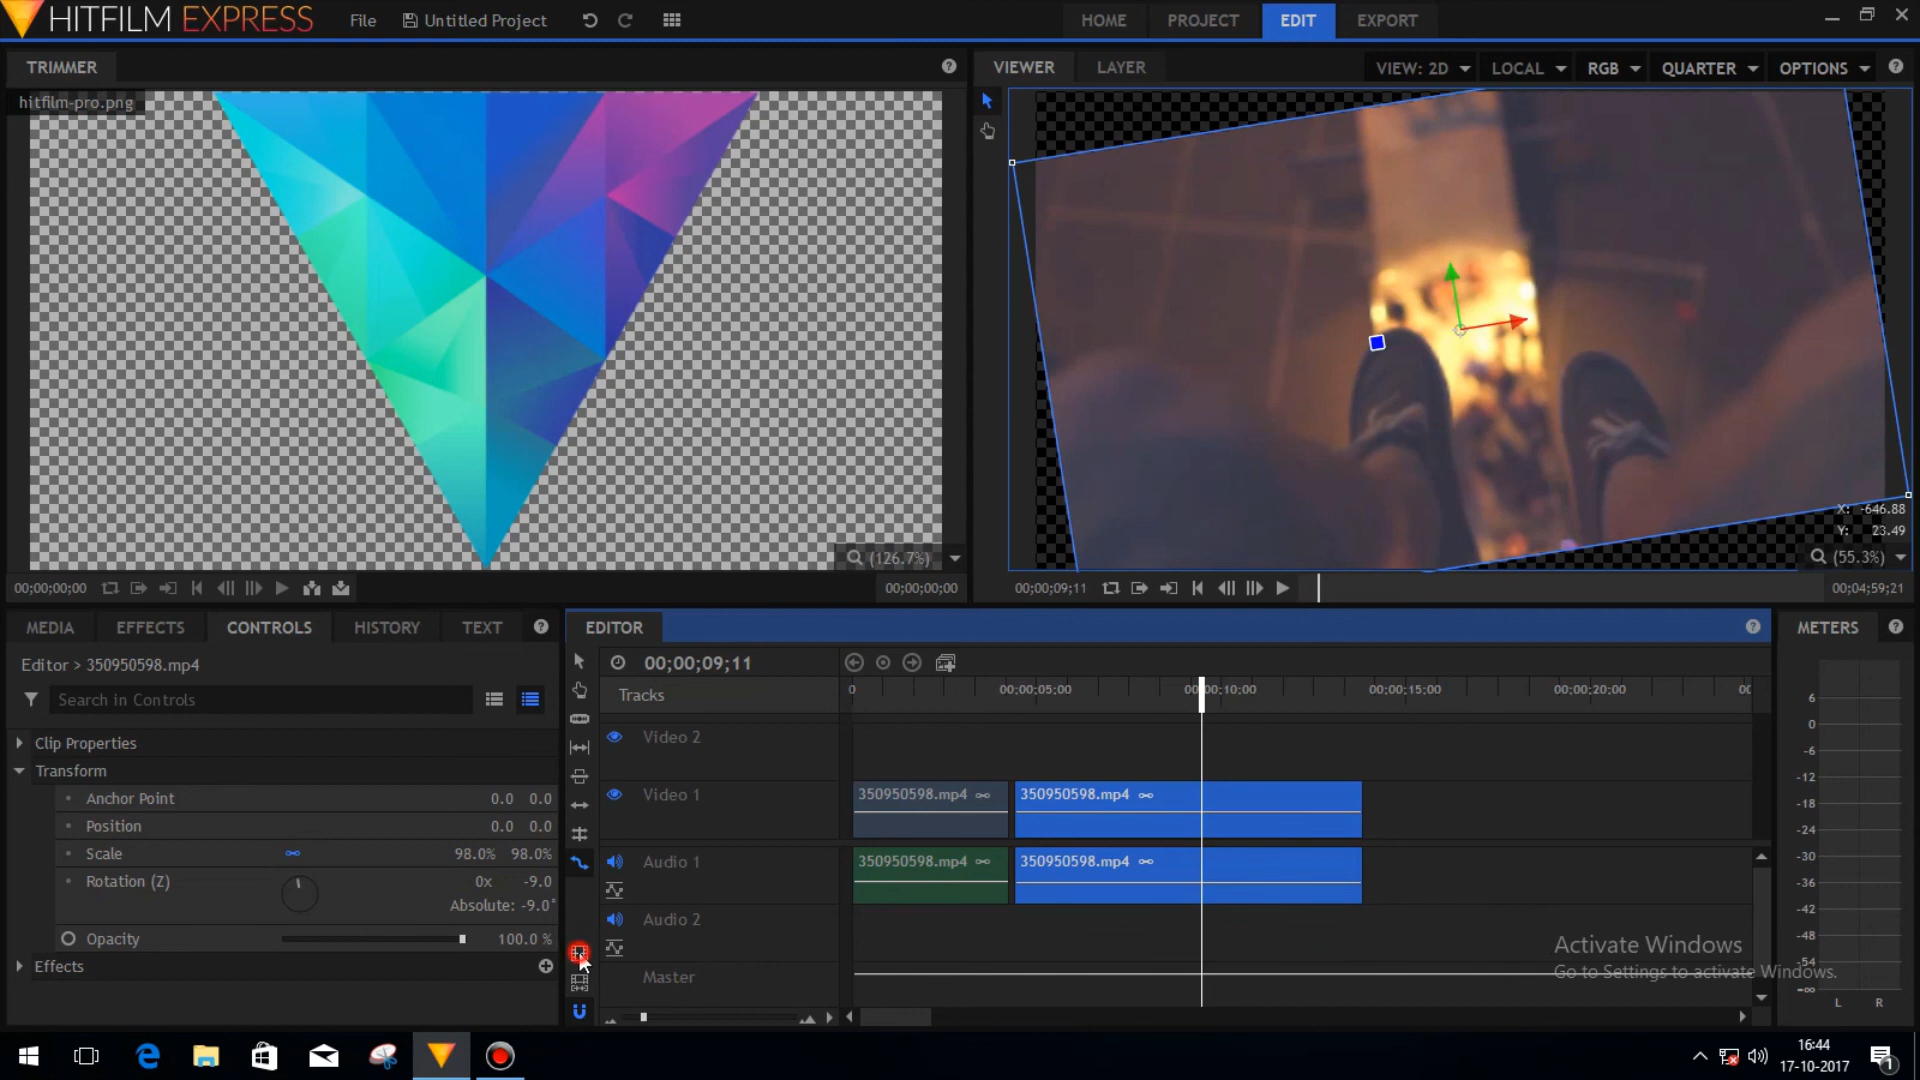 HITFILM EXPRESS
File
Untitled Project
HOME
PROJECT
EDIT
EXPORT
TRIMMER
hitfilm-pro.png
(126.7%)
00;00;00;00
00;00;00;00
VIEWER
LAYER
VIEW: 2D
LOCAL
RGB
QUARTER
OPTIONS
X: -646.88
Y: 23.49
(55.3%)
00;00;09;11
00;04;59;21
MEDIA
EFFECTS
CONTROLS
HISTORY
TEXT
Editor > 350950598.mp4
Search in Controls
Clip Properties
Transform
Anchor Point 0.0 0.0
Position 0.0 0.0
Scale 98.0% 98.0%
Rotation (Z) 0x -9.0
Absolute: -9.0°
Opacity 100.0 %
Effects
EDITOR
00;00;09;11
Tracks
0 00;00;05;00 00;00;10;00 00;00;15;00 00;00;20;00 00
Video 2
Video 1
350950598.mp4
350950598.mp4
Audio 1
350950598.mp4
350950598.mp4
Audio 2
Master
METERS
6
0
-6
-12
-18
-24
-30
-36
-42
-48
-54
-∞
L R
Activate Windows
Go to Settings to activate Windows.
16:44
17-10-2017
1